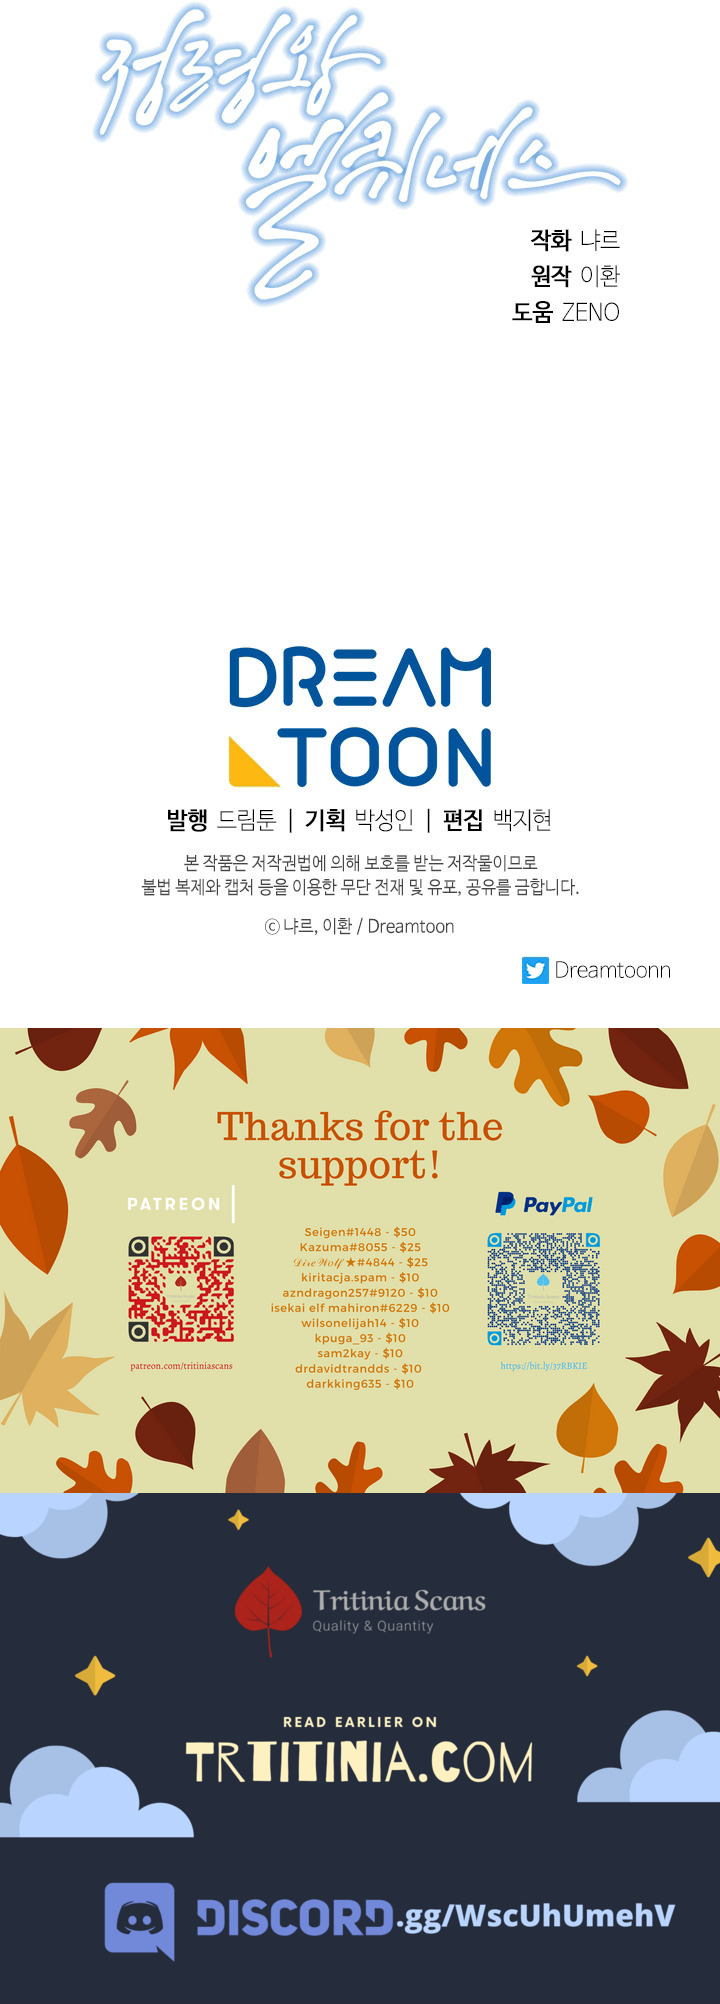 정령왕
엘퀴네스
작화 냐르
원작 이환
도움 ZENO
DREAM
TOON
발행 드림툰 | 기획 박성인 | 편집 백지현
본 작품은 저작권법에 의해 보호를 받는 저작물이므로
불법 복제와 캡처 등을 이용한 무단 전재 및 유포, 공유를 금합니다.
ⓒ 냐르, 이환 / Dreamtoon
Dreamtoonn
Thanks for the
support!
PATREON
PayPal
Seigen#1448 - $50
Kazuma#8055 - $25
𝒟𝒾𝓇𝑒𝒲𝑜𝓁𝒻★#4844 - $25
kiritacja.spam - $10
azndragon257#9120 - $10
isekai elf mahiron#6229 - $10
wilsonelijah14 - $10
kpuga_93 - $10
sam2kay - $10
drdavidtrandds - $10
darkking635 - $10
patreon.com/tritiniascans
https://bit.ly/37RBKIE
Tritinia Scans
Quality & Quantity
READ EARLIER ON
TRITINIA.COM
DISCORD.gg/WscUhUmehV